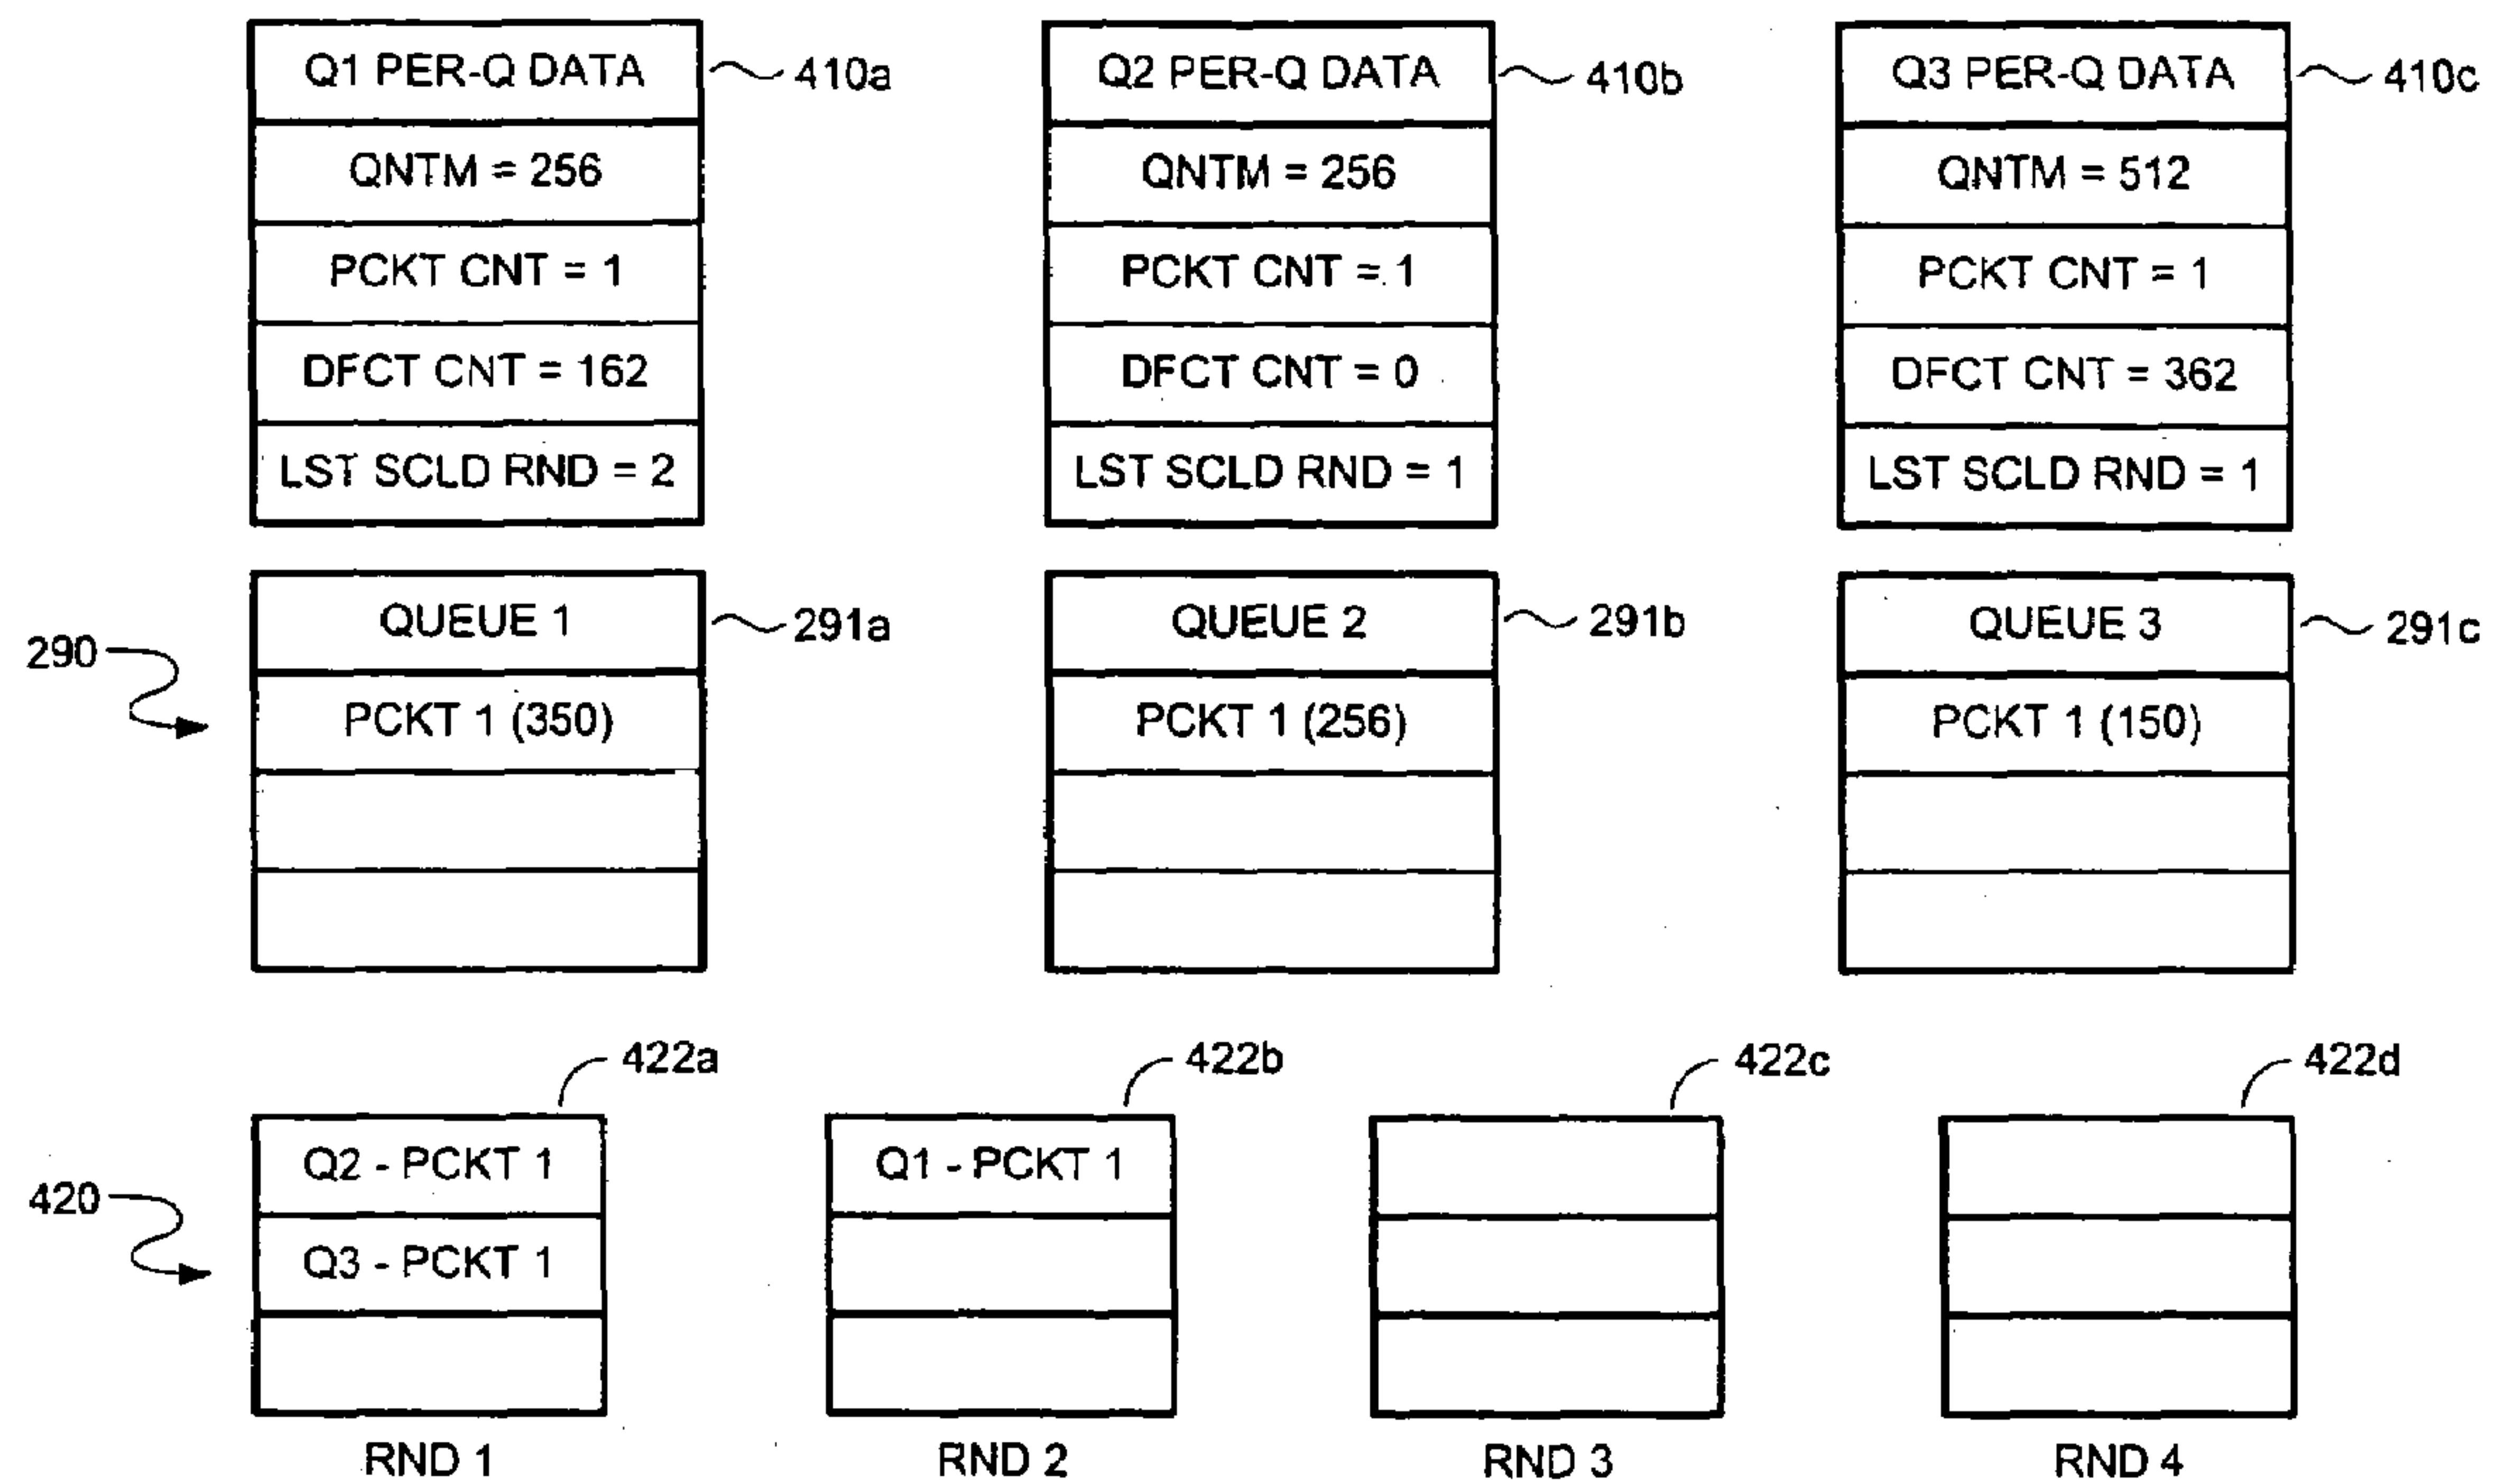 Q1 PER-Q DATA
410a
Q2 PER-Q DATA
410b
Q3 PER-Q DATA
410c
QNTM = 256
QNTM = 256
QNTM = 512
PCKT CNT = 1
PCKT CNT = 1
PCKT CNT = 1
DFCT CNT = 162
DFCT CNT = 0
DFCT CNT = 362
LST SCLD RND = 2
LST SCLD RND = 1
LST SCLD RND = 1
290
QUEUE 1
291a
QUEUE 2
291b
QUEUE 3
291c
PCKT 1 (350)
PCKT 1 (256)
PCKT 1 (150)
422a
422b
422c
422d
420
Q2 - PCKT 1
Q1 - PCKT 1
Q3 - PCKT 1
RND 1
RND 2
RND 3
RND 4